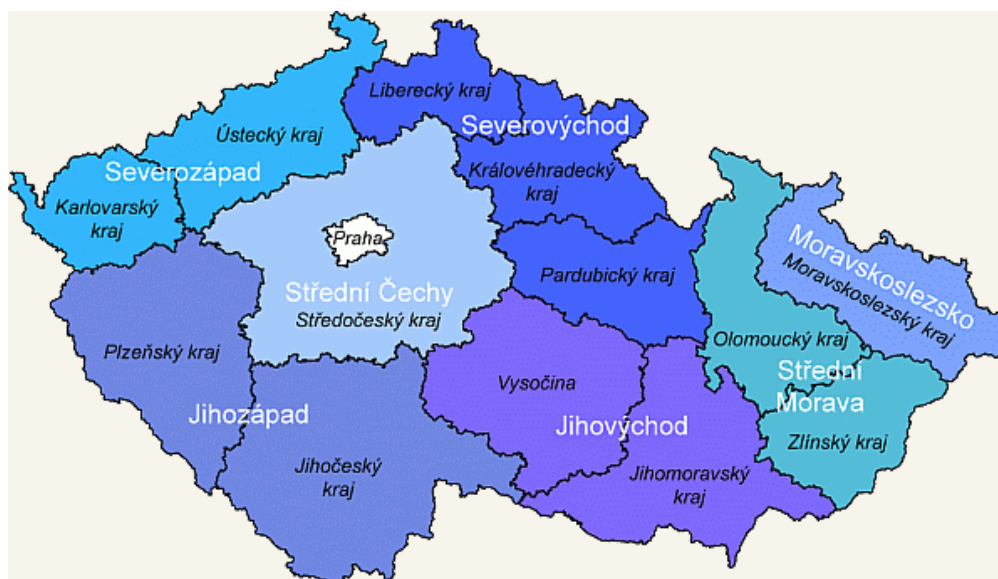 Liberecký kraj
Severovýchod
Ústecký kraj
Severozápad
Královéhradecký
kraj
Karlovarský
kraj
Praha
Moravskoslezsko
Moravskoslezský kraj
Pardubický kraj
Střední Čechy
Středočeský kraj
Olomoucký kraj
Plzeňský kraj
Střední
Morava
Vysočina
Jihozápad
Jihovýchod
Zlínský kraj
Jihočeský
kraj
Jihomoravský
kraj